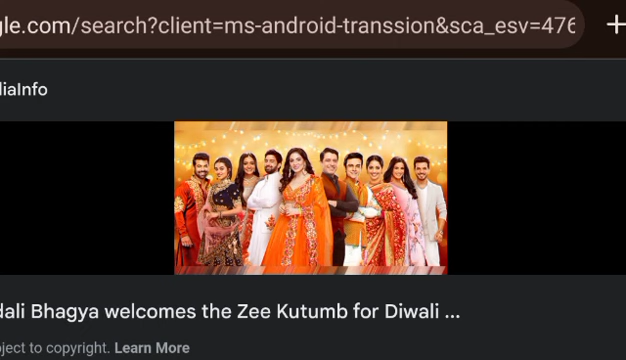 gle.com/search?client=ms-android-transsion&sca_esv=476
diaInfo
dali Bhagya welcomes the Zee Kutumb for Diwali ...
ject to copyright. Learn More